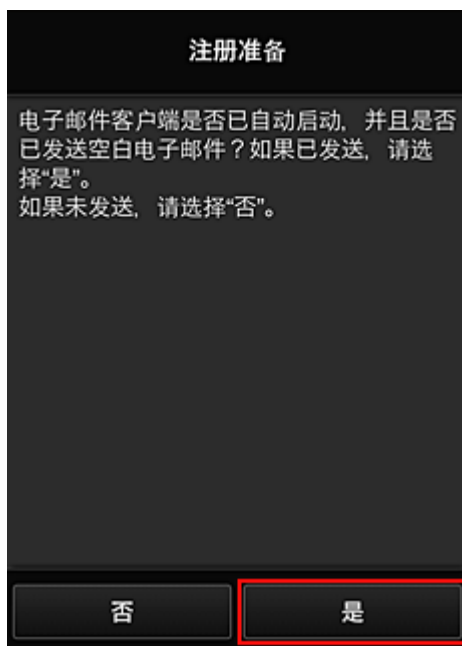 注册准备
电子邮件客户端是否已自动启动，并且是否
已发送空白电子邮件？如果已发送，请选
择“是”。
如果未发送，请选择“否”。
否
是